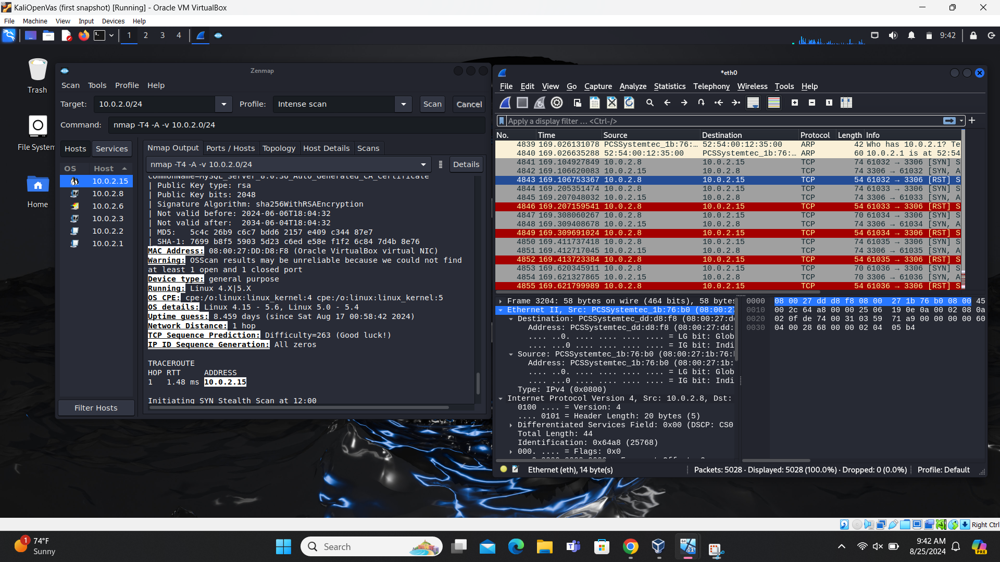 KaliOpenVas (first snapshot) [Running] - Oracle VM VirtualBox
File Machine View Input Devices Help
1 2 3 4
9:42
Trash
File System
Home
Zenmap
Scan Tools Profile Help
Target: 10.0.2.0/24 Profile: Intense scan Scan Cancel
Command: nmap -T4 -A -v 10.0.2.0/24
Hosts Services
OS Host
10.0.2.15
10.0.2.8
10.0.2.6
10.0.2.3
10.0.2.2
10.0.2.1
Filter Hosts
Nmap Output Ports / Hosts Topology Host Details Scans
nmap -T4 -A -v 10.0.2.0/24 Details
commonName=MySQL_Server_8.0.36_Auto_Generated_CA_Certificate
| Public Key type: rsa
| Public Key bits: 2048
| Signature Algorithm: sha256WithRSAEncryption
| Not valid before: 2024-06-06T18:04:32
| Not valid after:  2034-06-04T18:04:32
| MD5:   5c4c 26b9 c6c7 bdd6 2157 e409 c344 87e7
|_SHA-1: 7699 b8f5 5903 5d23 c6ed e58e f1f2 6c84 7d4b 8e76
MAC Address: 08:00:27:DD:D8:F8 (Oracle VirtualBox virtual NIC)
Warning: OSScan results may be unreliable because we could not find
at least 1 open and 1 closed port
Device type: general purpose
Running: Linux 4.X|5.X
OS CPE: cpe:/o:linux:linux_kernel:4 cpe:/o:linux:linux_kernel:5
OS details: Linux 4.15 - 5.6, Linux 5.0 - 5.4
Uptime guess: 8.459 days (since Sat Aug 17 00:58:42 2024)
Network Distance: 1 hop
TCP Sequence Prediction: Difficulty=263 (Good luck!)
IP ID Sequence Generation: All zeros
TRACEROUTE
HOP RTT     ADDRESS
1   1.48 ms 10.0.2.15
Initiating SYN Stealth Scan at 12:00
*eth0
File Edit View Go Capture Analyze Statistics Telephony Wireless Tools Help
Apply a display filter ... <Ctrl-/>
No. Time Source Destination Protocol Length Info
4839 169.026131078 PCSSystemtec_1b:76:... 52:54:00:12:35:00 ARP 42 Who has 10.0.2.1? Te
4840 169.026635288 52:54:00:12:35:00 PCSSystemtec_1b:76:... ARP 60 10.0.2.1 is at 52:54
4841 169.104927849 10.0.2.8 10.0.2.15 TCP 74 61032 → 3306 [SYN] S
4842 169.106620083 10.0.2.15 10.0.2.8 TCP 74 3306 → 61032 [SYN, A
4843 169.106753367 10.0.2.8 10.0.2.15 TCP 54 61032 → 3306 [RST] S
4844 169.205351474 10.0.2.8 10.0.2.15 TCP 74 61033 → 3306 [SYN] S
4845 169.207048032 10.0.2.15 10.0.2.8 TCP 74 3306 → 61033 [SYN, A
4846 169.207159541 10.0.2.8 10.0.2.15 TCP 54 61033 → 3306 [RST] S
4847 169.308060267 10.0.2.8 10.0.2.15 TCP 70 61034 → 3306 [SYN] S
4848 169.309408678 10.0.2.15 10.0.2.8 TCP 70 3306 → 61034 [SYN, A
4849 169.309691024 10.0.2.8 10.0.2.15 TCP 54 61034 → 3306 [RST] S
4850 169.411737418 10.0.2.8 10.0.2.15 TCP 74 61035 → 3306 [SYN] S
4851 169.412717045 10.0.2.15 10.0.2.8 TCP 74 3306 → 61035 [SYN, A
4852 169.413723384 10.0.2.8 10.0.2.15 TCP 54 61035 → 3306 [RST] S
4853 169.620345911 10.0.2.8 10.0.2.15 TCP 70 61036 → 3306 [SYN] S
4854 169.621327865 10.0.2.15 10.0.2.8 TCP 70 3306 → 61036 [SYN, A
4855 169.621799989 10.0.2.8 10.0.2.15 TCP 54 61036 → 3306 [RST] S
Frame 3204: 58 bytes on wire (464 bits), 58 bytes
Ethernet II, Src: PCSSystemtec_1b:76:b0 (08:00:27
Destination: PCSSystemtec_dd:d8:f8 (08:00:27:d
Address: PCSSystemtec_dd:d8:f8 (08:00:27:dd:
.... ..0. .... .... .... .... = LG bit: Glob
.... ...0 .... .... .... .... = IG bit: Indi
Source: PCSSystemtec_1b:76:b0 (08:00:27:1b:76:
Address: PCSSystemtec_1b:76:b0 (08:00:27:1b:
.... ..0. .... .... .... .... = LG bit: Glob
.... ...0 .... .... .... .... = IG bit: Indi
Type: IPv4 (0x0800)
Internet Protocol Version 4, Src: 10.0.2.8, Dst:
0100 .... = Version: 4
.... 0101 = Header Length: 20 bytes (5)
Differentiated Services Field: 0x00 (DSCP: CS0
Total Length: 44
Identification: 0x64a8 (25768)
000. .... = Flags: 0x0
0000 08 00 27 dd d8 f8 08 00 27 1b 76 b0 08 00 45
0010 00 2c 64 a8 00 00 25 06 19 0e 0a 00 02 08 0a
0020 02 0f de 74 00 31 03 59 71 a9 00 00 00 00 60
0030 04 00 28 68 00 00 02 04 05 b4
Ethernet (eth), 14 byte(s) Packets: 5028 · Displayed: 5028 (100.0%) · Dropped: 0 (0.0%) Profile: Default
Right Ctrl
1
74°F
Sunny
Search
64
11
9:42 AM
8/25/2024
PRE